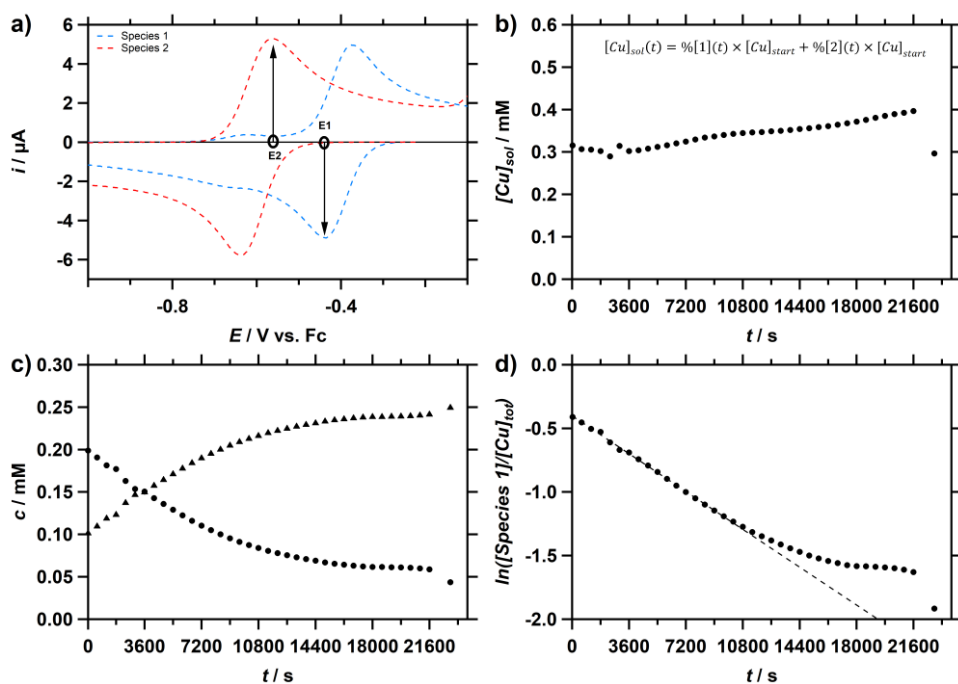 a)
Species 1
Species 2
6
4
2
0
-2
-4
-6
i / µA
E1
E2
-0.8
-0.4
E / V vs. Fc
b)
[Cu]sol(t) = %[1](t) × [Cu]start + %[2](t) × [Cu]start
0.6
0.5
0.4
0.3
0.2
0.1
0.0
[Cu]sol / mM
0 3600 7200 10800 14400 18000 21600
t / s
c)
0.30
0.25
0.20
0.15
0.10
0.05
0.00
c / mM
0 3600 7200 10800 14400 18000 21600
t / s
d)
0.0
-0.5
-1.0
-1.5
-2.0
ln([Species 1]/[Cu]tot)
0 3600 7200 10800 14400 18000 21600
t / s